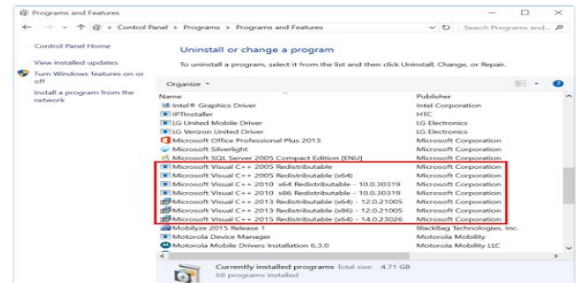 Programs and Features
Control Panel > Programs > Programs and Features
Search Programs and...
Control Panel Home
View installed updates
Turn Windows features on or off
Install a program from the network
Uninstall or change a program
To uninstall a program, select it from the list and then click Uninstall, Change, or Repair.
Organize
Name Publisher
Intel® Graphics Driver Intel Corporation
IPTInstaller HTC
LG United Mobile Driver LG Electronics
LG Verizon United Driver LG Electronics
Microsoft Office Professional Plus 2013 Microsoft Corporation
Microsoft Silverlight Microsoft Corporation
Microsoft SQL Server 2005 Compact Edition [ENU] Microsoft Corporation
Microsoft Visual C++ 2005 Redistributable Microsoft Corporation
Microsoft Visual C++ 2005 Redistributable (x64) Microsoft Corporation
Microsoft Visual C++ 2010 x64 Redistributable - 10.0.30319 Microsoft Corporation
Microsoft Visual C++ 2010 x86 Redistributable - 10.0.30319 Microsoft Corporation
Microsoft Visual C++ 2013 Redistributable (x64) - 12.0.21005 Microsoft Corporation
Microsoft Visual C++ 2013 Redistributable (x86) - 12.0.21005 Microsoft Corporation
Microsoft Visual C++ 2015 Redistributable (x64) - 14.0.23026 Microsoft Corporation
Mobilyze 2015 Release 1 BlackBag Technologies, Inc.
Motorola Device Manager Motorola Mobility
Motorola Mobile Drivers Installation 6.3.0 Motorola Mobility LLC
Currently installed programs Total size: 4.71 GB
68 programs installed